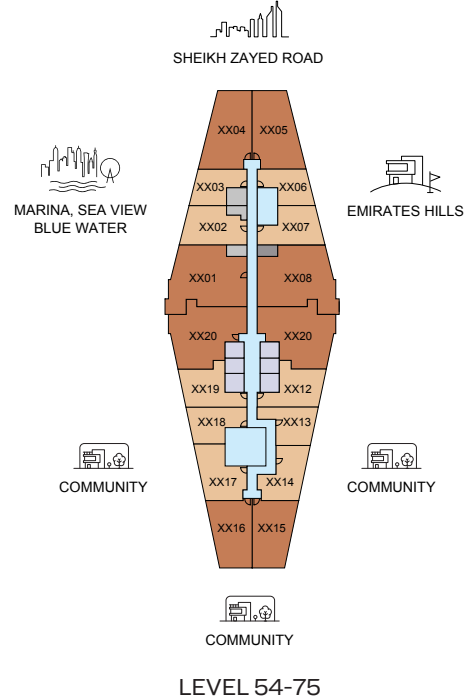 SHEIKH ZAYED ROAD
XX04 XX05
XX03 XX06
MARINA, SEA VIEW
BLUE WATER
EMIRATES HILLS
XX02 XX07
XX01 XX08
XX20 XX20
XX19 XX12
XX18 XX13
COMMUNITY
COMMUNITY
XX17 XX14
XX16 XX15
COMMUNITY
LEVEL 54-75